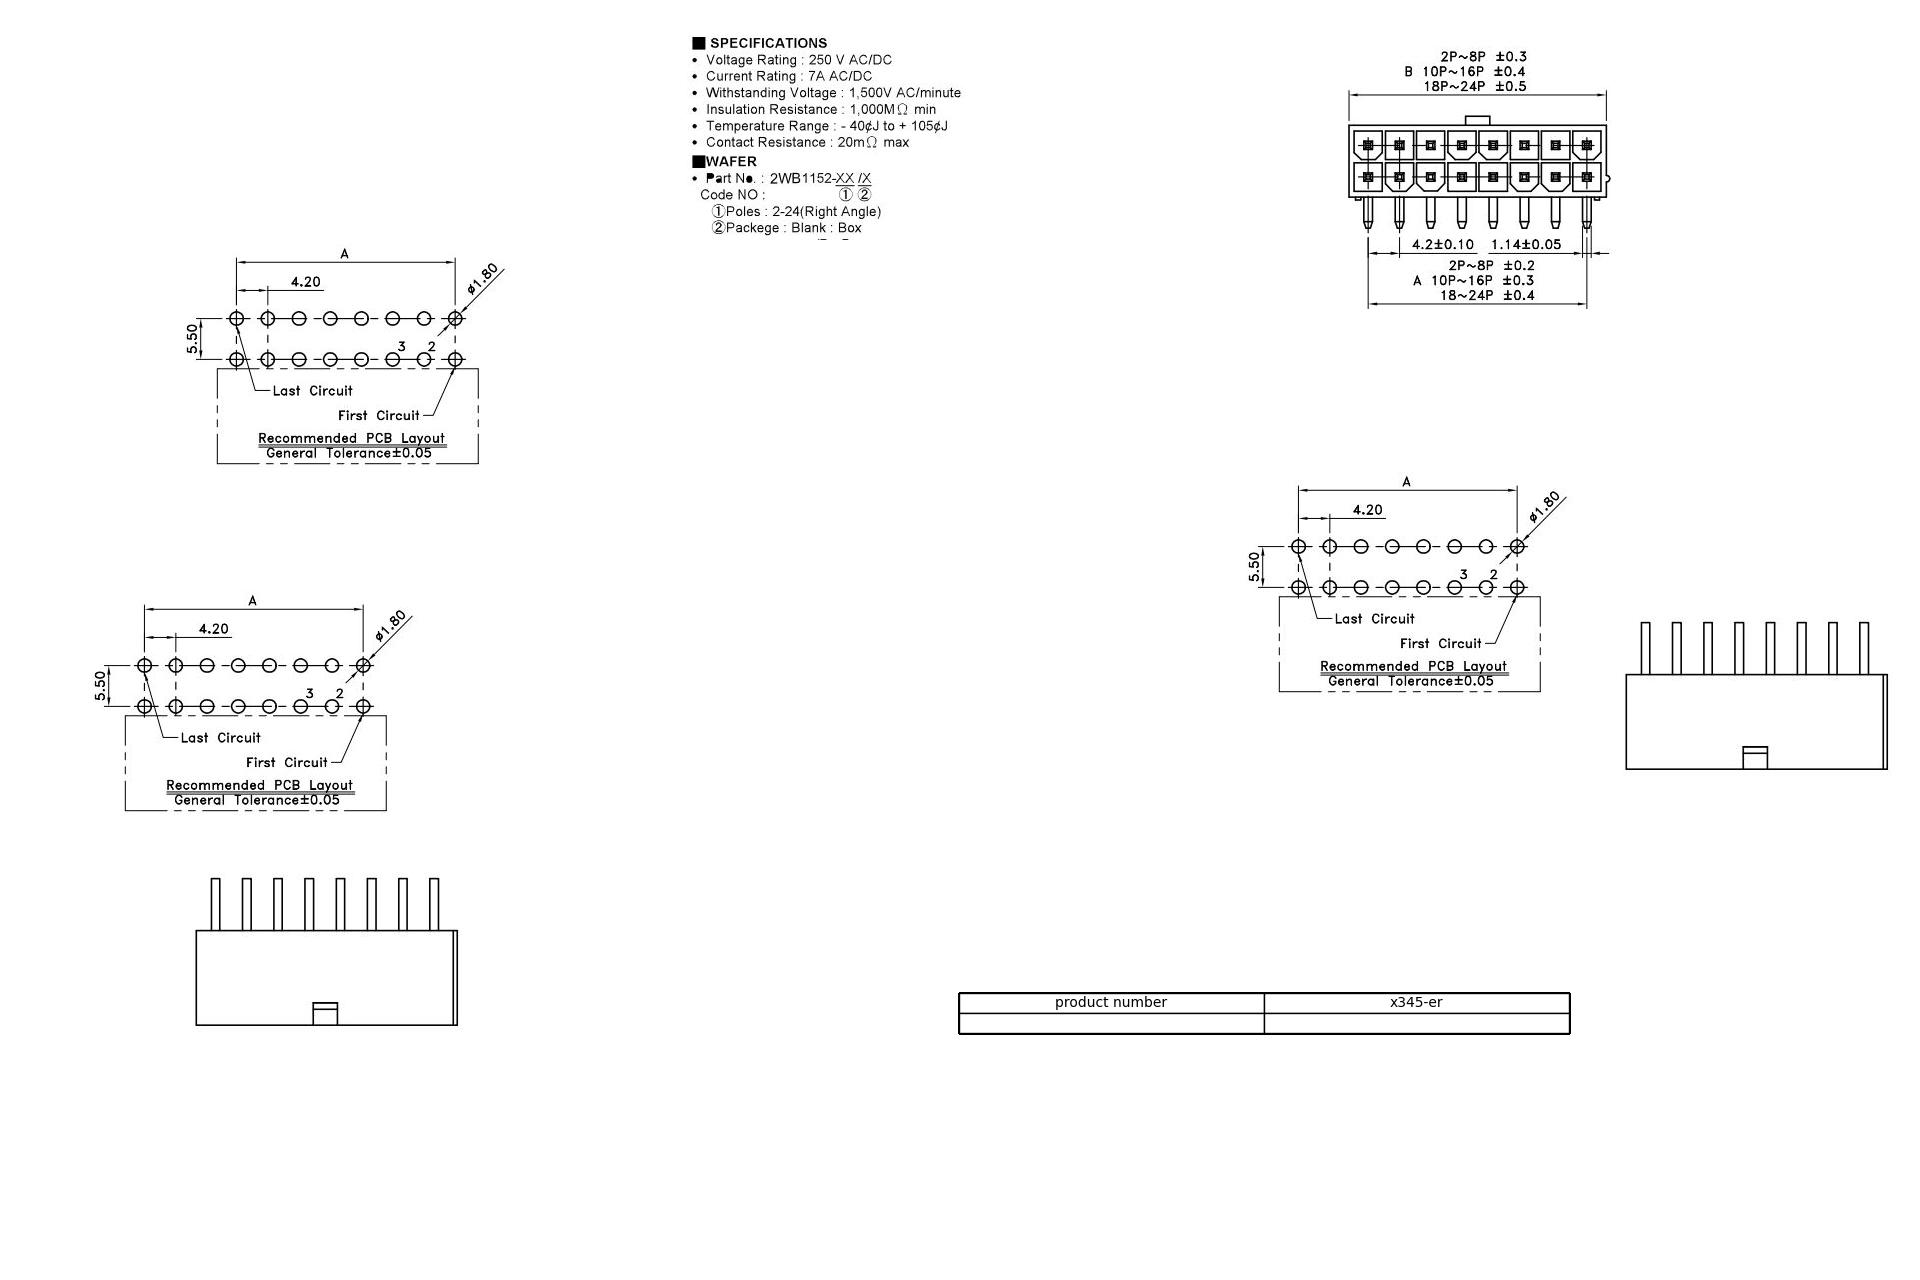 ■ SPECIFICATIONS
• Voltage Rating : 250 V AC/DC
• Current Rating : 7A AC/DC
• Withstanding Voltage : 1,500V AC/minute
• Insulation Resistance : 1,000MΩ min
• Temperature Range : - 40¢J to + 105¢J
• Contact Resistance : 20mΩ max
■WAFER
• Part No. : 2WB1152-XX /X
Code NO : ① ②
①Poles : 2-24(Right Angle)
②Packege : Blank : Box
2P~8P ±0.3
B 10P~16P ±0.4
18P~24P ±0.5
4.2±0.10 1.14±0.05
2P~8P ±0.2
A 10P~16P ±0.3
18~24P ±0.4
A
4.20
ø1.80
5.50
3 2
Last Circuit
First Circuit
Recommended PCB Layout
General Tolerance±0.05
A
4.20
ø1.80
5.50
3 2
Last Circuit
First Circuit
Recommended PCB Layout
General Tolerance±0.05
A
4.20
ø1.80
5.50
3 2
Last Circuit
First Circuit
Recommended PCB Layout
General Tolerance±0.05
product number x345-er